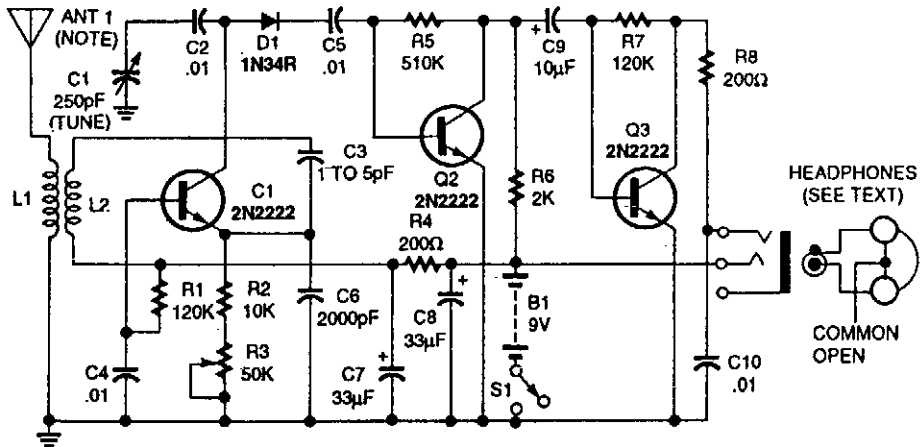 ANT 1
(NOTE)
C1
250pF
(TUNE)
C2
.01
D1
1N34R
C5
.01
R5
510K
C9
+
10µF
R7
120K
R8
200Ω
L1
L2
C1
2N2222
C3
1 TO 5pF
Q2
2N2222
R6
2K
Q3
2N2222
HEADPHONES
(SEE TEXT)
R4
200Ω
R1
120K
R2
10K
C6
2000pF
+
C8
33µF
B1
9V
COMMON
OPEN
C4
.01
R3
50K
+
C7
33µF
S1
C10
.01